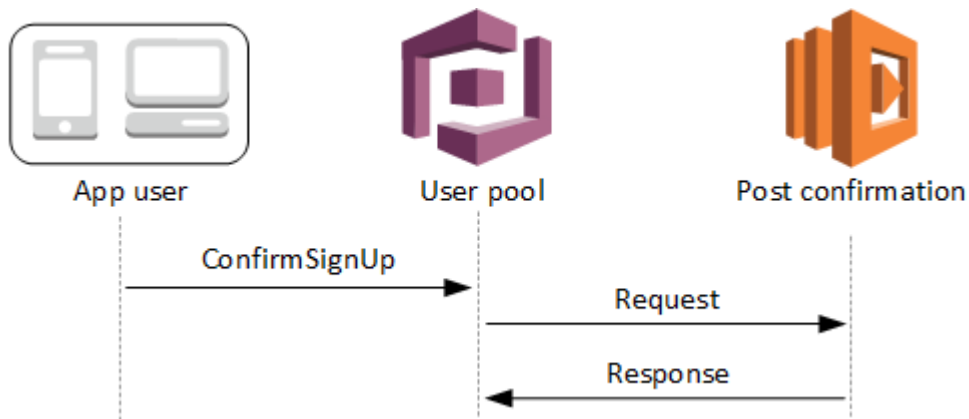 App user
User pool
Post confirmation
ConfirmSignUp
Request
Response